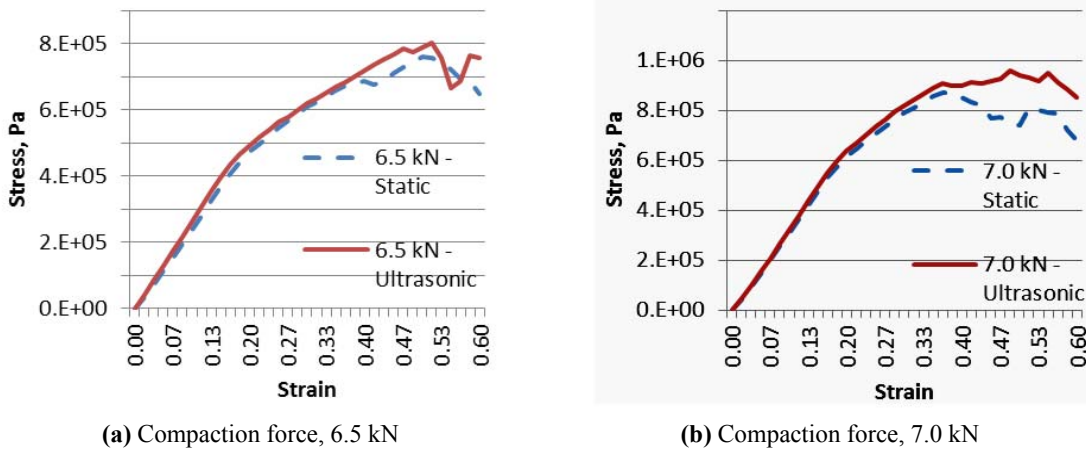 8.E+05
6.E+05
4.E+05
2.E+05
0.E+00
Stress, Pa
6.5 kN -
Static
6.5 kN -
Ultrasonic
0.00
0.07
0.13
0.20
0.27
0.33
0.40
0.47
0.53
0.60
Strain
(a) Compaction force, 6.5 kN
1.E+06
8.E+05
6.E+05
4.E+05
2.E+05
0.E+00
Stress, Pa
7.0 kN -
Static
7.0 kN -
Ultrasonic
0.00
0.07
0.13
0.20
0.27
0.33
0.40
0.47
0.53
0.60
Strain
(b) Compaction force, 7.0 kN